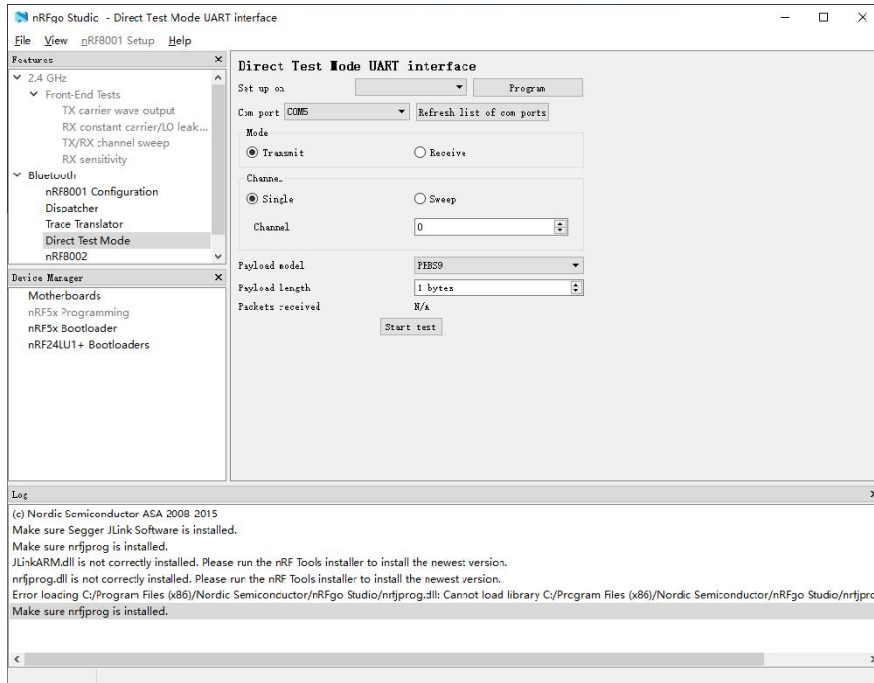 nRFgo Studio - Direct Test Mode UART interface
File View nRF8001 Setup Help
Features
2.4 GHz
Front-End Tests
TX carrier wave output
RX constant carrier/LO leak...
TX/RX channel sweep
RX sensitivity
Bluetooth
nRF8001 Configuration
Dispatcher
Trace Translator
Direct Test Mode
nRF8002
Device Manager
Motherboards
nRF5x Programming
nRF5x Bootloader
nRF24LU1+ Bootloaders
Direct Test Mode UART interface
Set up on Program
Com port COM5 Refresh list of com ports
Mode
Transmit Receive
Channel
Single Sweep
Channel 0
Payload model PRBS9
Payload length 1 bytes
Packets received N/A
Start test
Log
(c) Nordic Semiconductor ASA 2008-2015
Make sure Segger JLink Software is installed.
Make sure nrfjprog is installed.
JLinkARM.dll is not correctly installed. Please run the nRF Tools installer to install the newest version.
nrfjprog.dll is not correctly installed. Please run the nRF Tools installer to install the newest version.
Error loading C:/Program Files (x86)/Nordic Semiconductor/nRFgo Studio/nrfjprog.dll: Cannot load library C:/Program Files (x86)/Nordic Semiconductor/nRFgo Studio/nrfjpro
Make sure nrfjprog is installed.